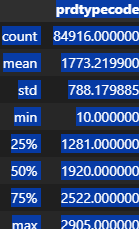 prdtypecode
count 84916.000000
mean 1773.219900
std 788.179885
min 10.000000
25% 1281.000000
50% 1920.000000
75% 2522.000000
max 2905.000000